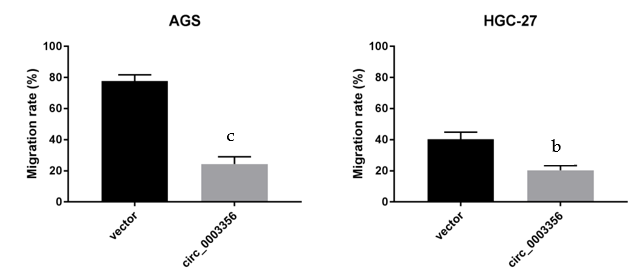 AGS
Migration rate (%)
100
80
60
40
20
0
c
vector
circ_0003356
HGC-27
Migration rate (%)
100
80
60
40
20
0
b
vector
circ_0003356